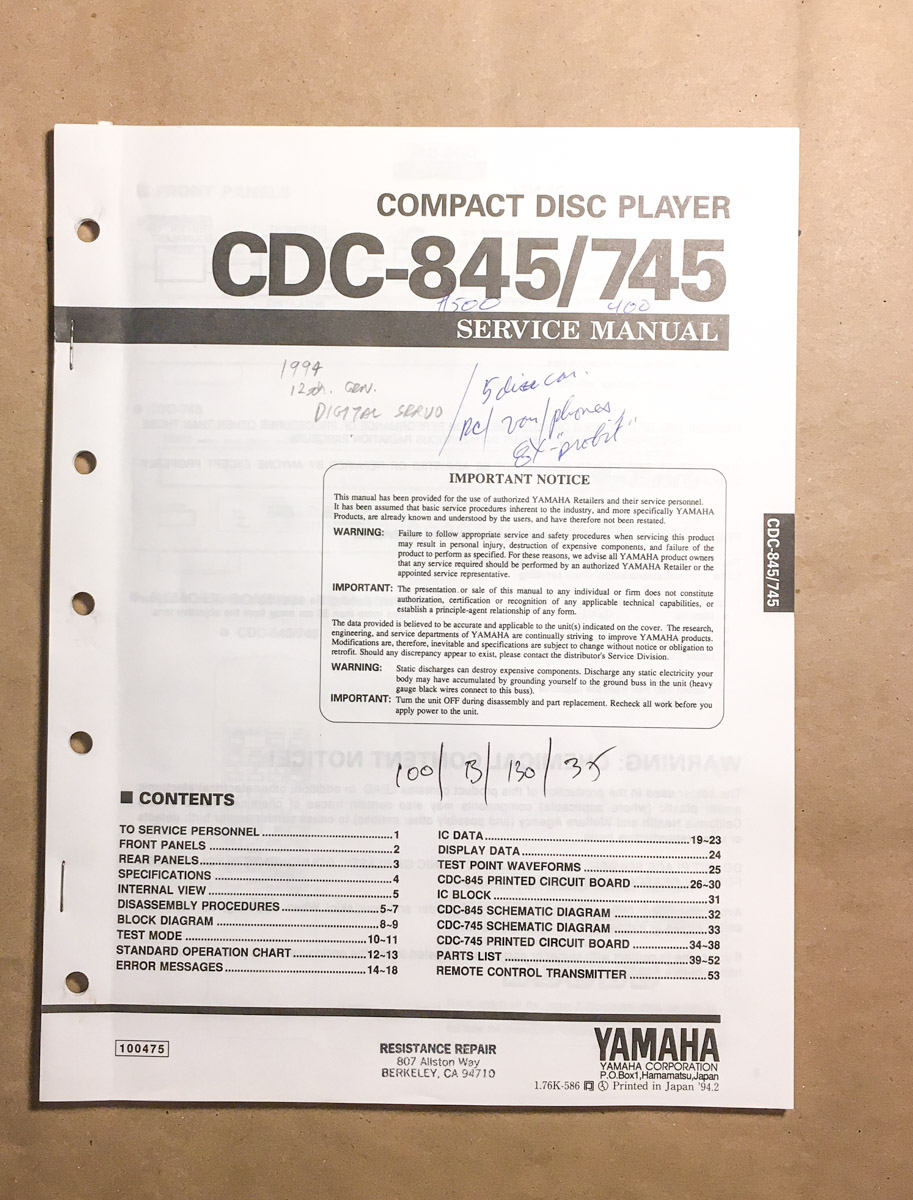 COMPACT DISC PLAYER
CDC-845/745
$500 400
SERVICE MANUAL
1994
12th. GEN.
DIGITAL SERVO
5 disc car.
RC/ /phones
CDC-845/745
IMPORTANT NOTICE
This manual has been provided for the use of authorized YAMAHA Retailers and their service personnel.
It has been assumed that basic service procedures inherent to the industry, and more specifically YAMAHA
Products, are already known and understood by the users, and have therefore not been restated.
WARNING: Failure to follow appropriate service and safety procedures when servicing this product
may result in personal injury, destruction of expensive components, and failure of the
product to perform as specified. For these reasons, we advise all YAMAHA product owners
that any service required should be performed by an authorized YAMAHA Retailer or the
appointed service representative.
IMPORTANT: The presentation or sale of this manual to any individual or firm does not constitute
authorization, certification or recognition of any applicable technical capabilities, or
establish a principle-agent relationship of any form.
The data provided is believed to be accurate and applicable to the unit(s) indicated on the cover. The research,
engineering, and service departments of YAMAHA are continually striving to improve YAMAHA products.
Modifications are, therefore, inevitable and specifications are subject to change without notice or obligation to
retrofit. Should any discrepancy appear to exist, please contact the distributor's Service Division.
WARNING: Static discharges can destroy expensive components. Discharge any static electricity your
body may have accumulated by grounding yourself to the ground buss in the unit (heavy
gauge black wires connect to this buss).
IMPORTANT: Turn the unit OFF during disassembly and part replacement. Recheck all work before you
apply power to the unit.
100/ 13/ 130/ 35
■ CONTENTS
TO SERVICE PERSONNEL ..... 1
FRONT PANELS ..... 2
REAR PANELS ..... 3
SPECIFICATIONS ..... 4
INTERNAL VIEW ..... 5
DISASSEMBLY PROCEDURES ..... 5~7
BLOCK DIAGRAM ..... 8~9
TEST MODE ..... 10~11
STANDARD OPERATION CHART ..... 12~13
ERROR MESSAGES ..... 14~18
IC DATA ..... 19~23
DISPLAY DATA ..... 24
TEST POINT WAVEFORMS ..... 25
CDC-845 PRINTED CIRCUIT BOARD ..... 26~30
IC BLOCK ..... 31
CDC-845 SCHEMATIC DIAGRAM ..... 32
CDC-745 SCHEMATIC DIAGRAM ..... 33
CDC-745 PRINTED CIRCUIT BOARD ..... 34~38
PARTS LIST ..... 39~52
REMOTE CONTROL TRANSMITTER ..... 53
100475
RESISTANCE REPAIR
807 Allston Way
BERKELEY, CA 94710
YAMAHA
YAMAHA CORPORATION
P.O.Box1, Hamamatsu, Japan
1.76K-586 Printed in Japan '94.2